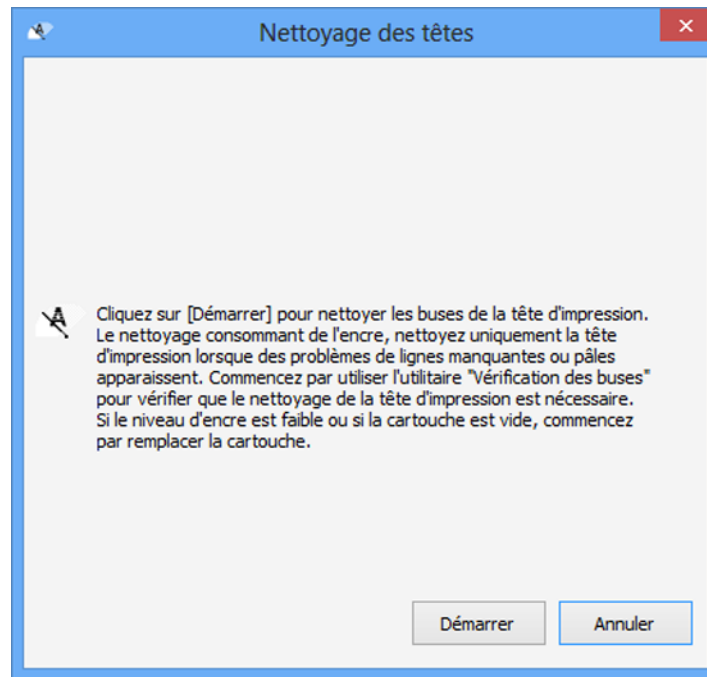 Nettoyage des têtes
Cliquez sur [Démarrer] pour nettoyer les buses de la tête d'impression.
Le nettoyage consommant de l'encre, nettoyez uniquement la tête
d'impression lorsque des problèmes de lignes manquantes ou pâles
apparaissent. Commencez par utiliser l'utilitaire "Vérification des buses"
pour vérifier que le nettoyage de la tête d'impression est nécessaire.
Si le niveau d'encre est faible ou si la cartouche est vide, commencez
par remplacer la cartouche.
Démarrer
Annuler